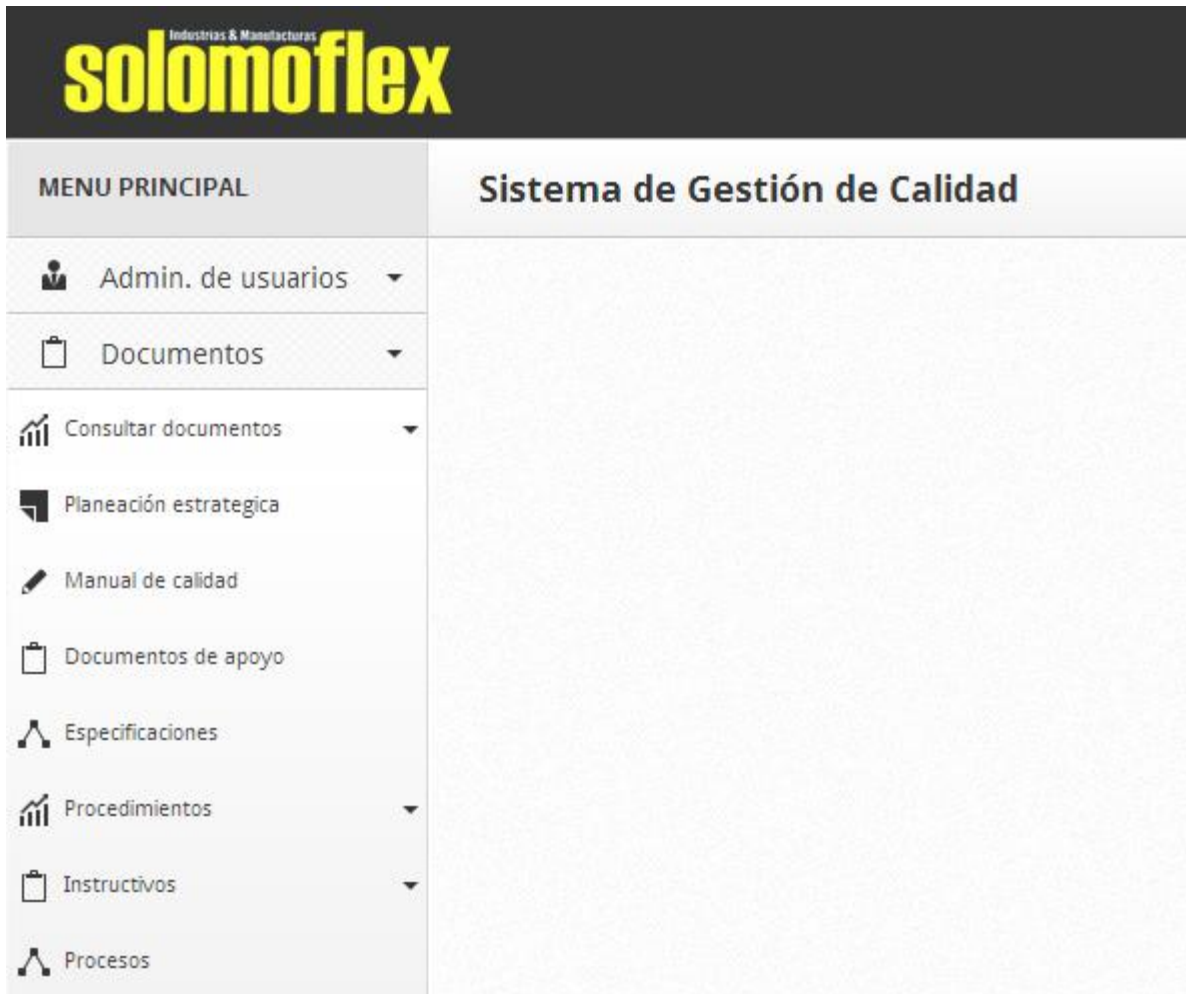 Industrias & Manufacturas
solomoflex
MENU PRINCIPAL
Sistema de Gestión de Calidad
Admin. de usuarios
Documentos
Consultar documentos
Planeación estrategica
Manual de calidad
Documentos de apoyo
Especificaciones
Procedimientos
Instructivos
Procesos